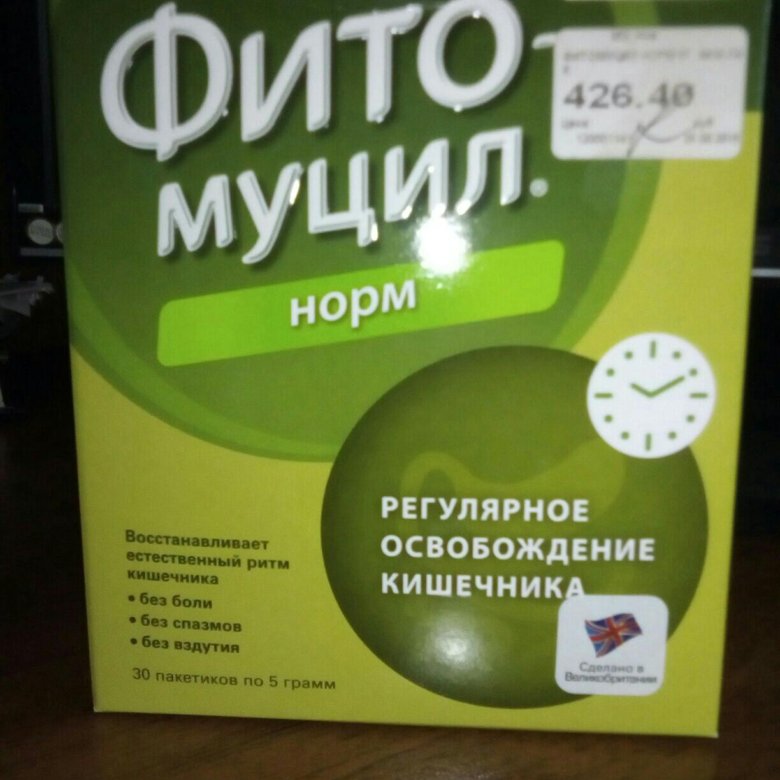 426.40
Фито-
муцил.
норм
РЕГУЛЯРНОЕ
ОСВОБОЖДЕНИЕ
КИШЕЧНИКА
Восстанавливает
естественный ритм
кишечника
• без боли
• без спазмов
• без вздутия
30 пакетиков по 5 грамм
Сделано в
Великобритании